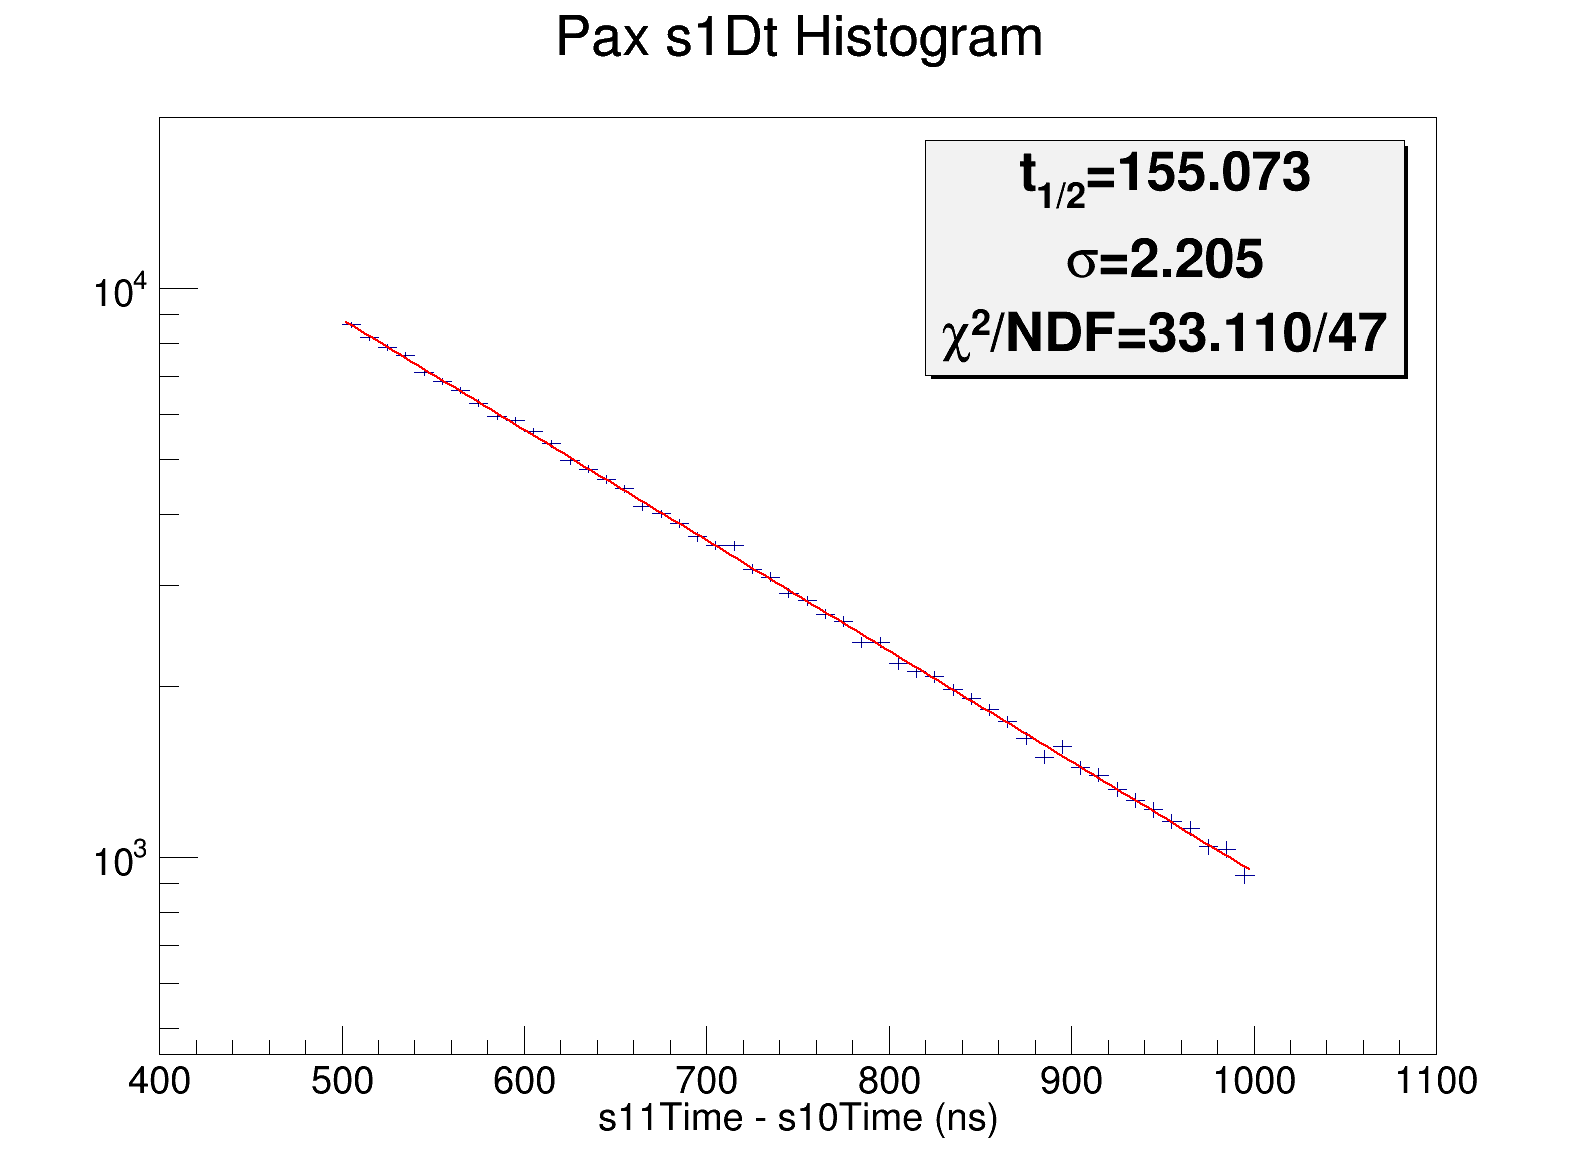 Pax s1Dt Histogram
t1/2=155.073
σ=2.205
χ2/NDF=33.110/47
10^4
10^3
400 500 600 700 800 900 1000 1100
s11Time - s10Time (ns)